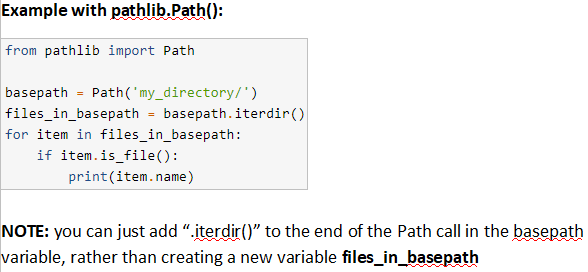 Example with pathlib.Path():
from pathlib import Path
basepath = Path('my_directory/')
files_in_basepath = basepath.iterdir()
for item in files_in_basepath:
    if item.is_file():
        print(item.name)
NOTE: you can just add “.iterdir()” to the end of the Path call in the basepath
variable, rather than creating a new variable files_in_basepath